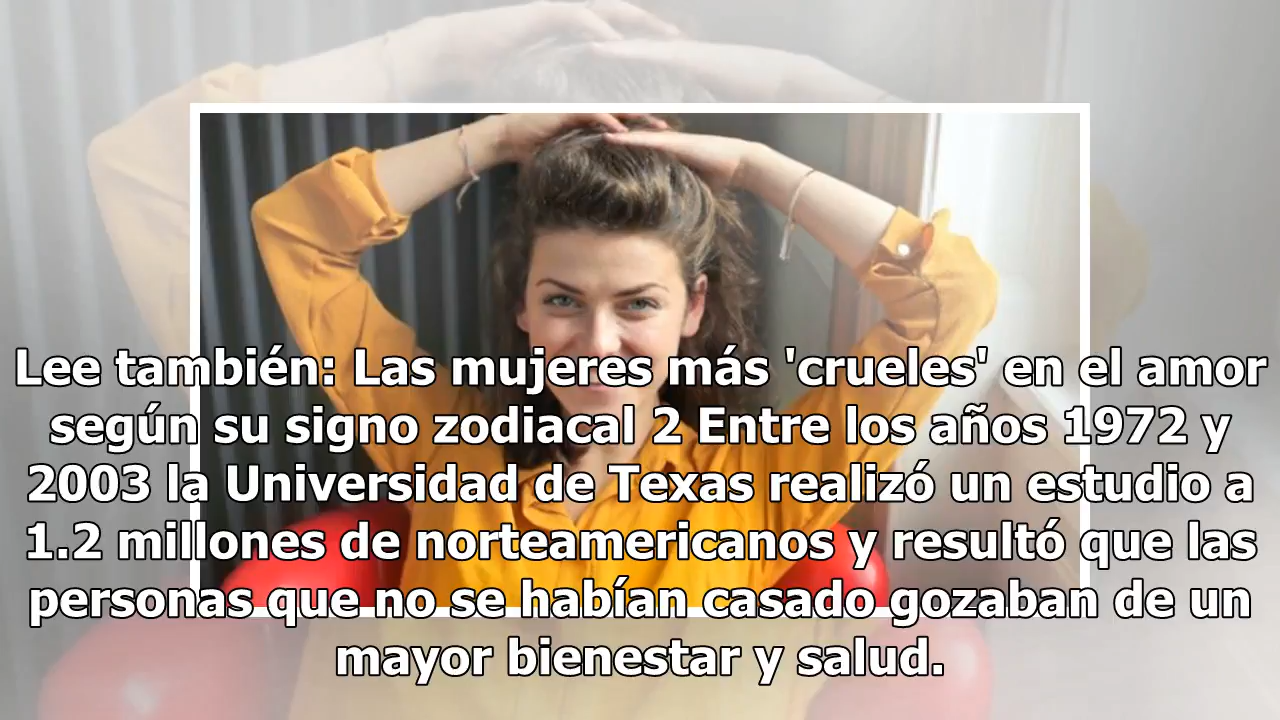 Lee también: Las mujeres más 'crueles' en el amor
según su signo zodiacal 2 Entre los años 1972 y
2003 la Universidad de Texas realizó un estudio a
1.2 millones de norteamericanos y resultó que las
personas que no se habían casado gozaban de un
mayor bienestar y salud.